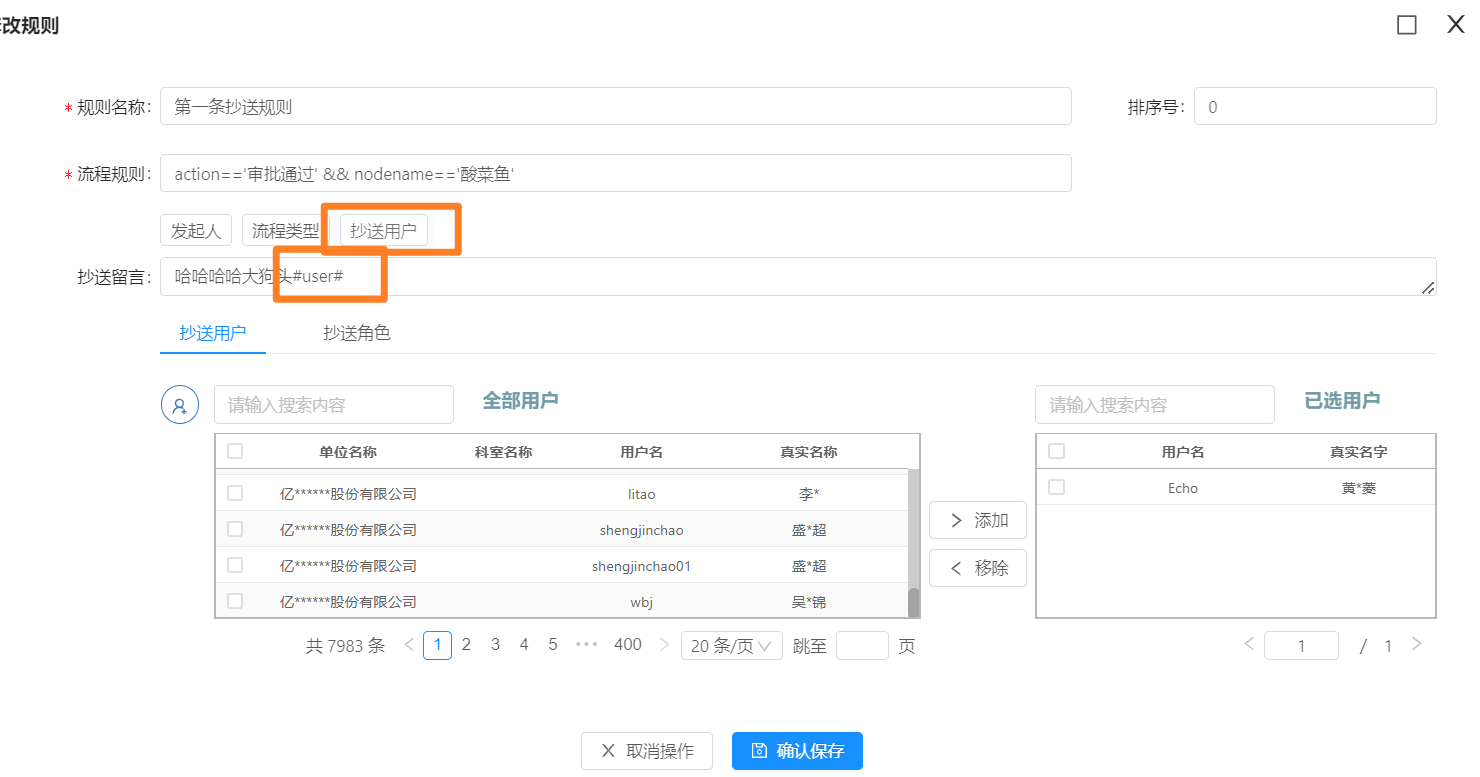 改规则
* 规则名称: 第一条抄送规则 排序号: 0
* 流程规则: action=='审批通过' && nodename=='酸菜鱼'
发起人 流程类型 抄送用户
抄送留言: 哈哈哈哈大狗头#user#
抄送用户 抄送角色
请输入搜索内容 全部用户 请输入搜索内容 已选用户
单位名称 科室名称 用户名 真实名称 用户名 真实名字
亿******股份有限公司 litao 李* Echo 黄*菱
亿******股份有限公司 shengjinchao 盛*超
亿******股份有限公司 shengjinchao01 盛*超
亿******股份有限公司 wbj 吴*锦
添加
移除
共 7983 条 < 1 2 3 4 5 ••• 400 > 20 条/页 跳至 页 < 1 / 1 >
X 取消操作 确认保存